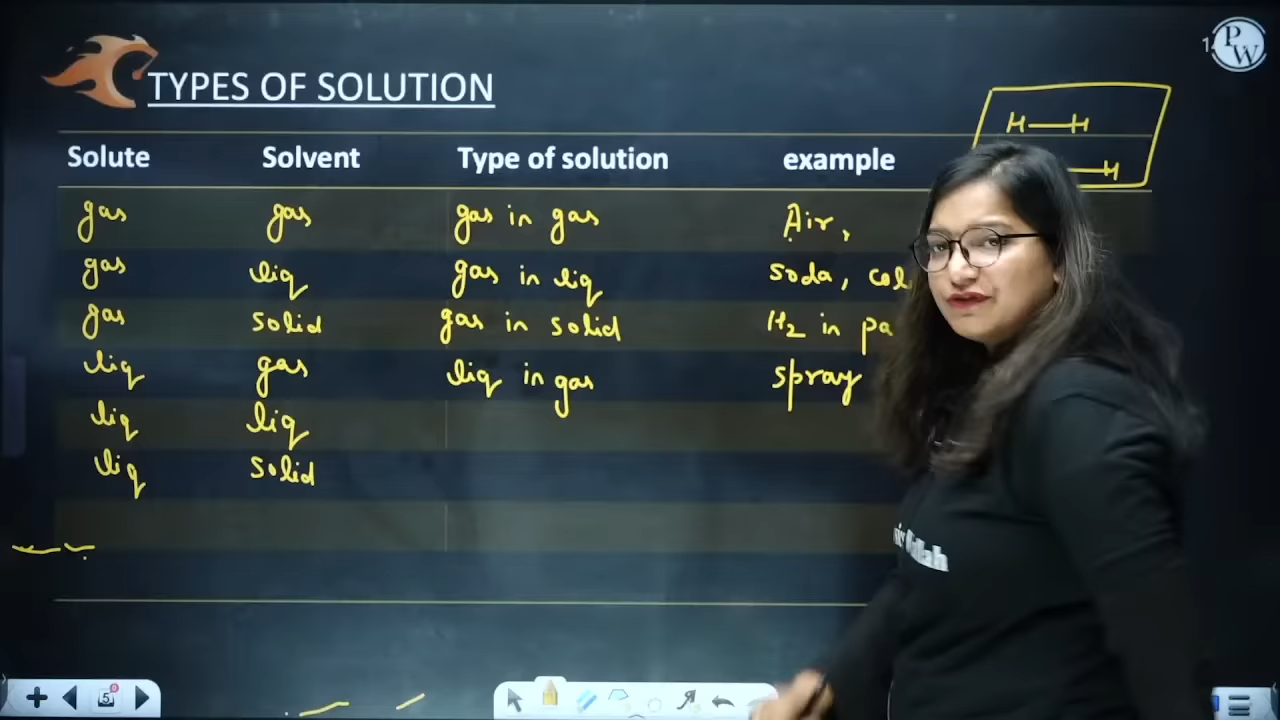 PW
TYPES OF SOLUTION
H—H
H
Solute Solvent Type of solution example
gas gas gas in gas Air,
gas liq gas in liq soda,
gas solid gas in solid H₂ in
liq gas liq in gas spray
liq liq
liq solid
5